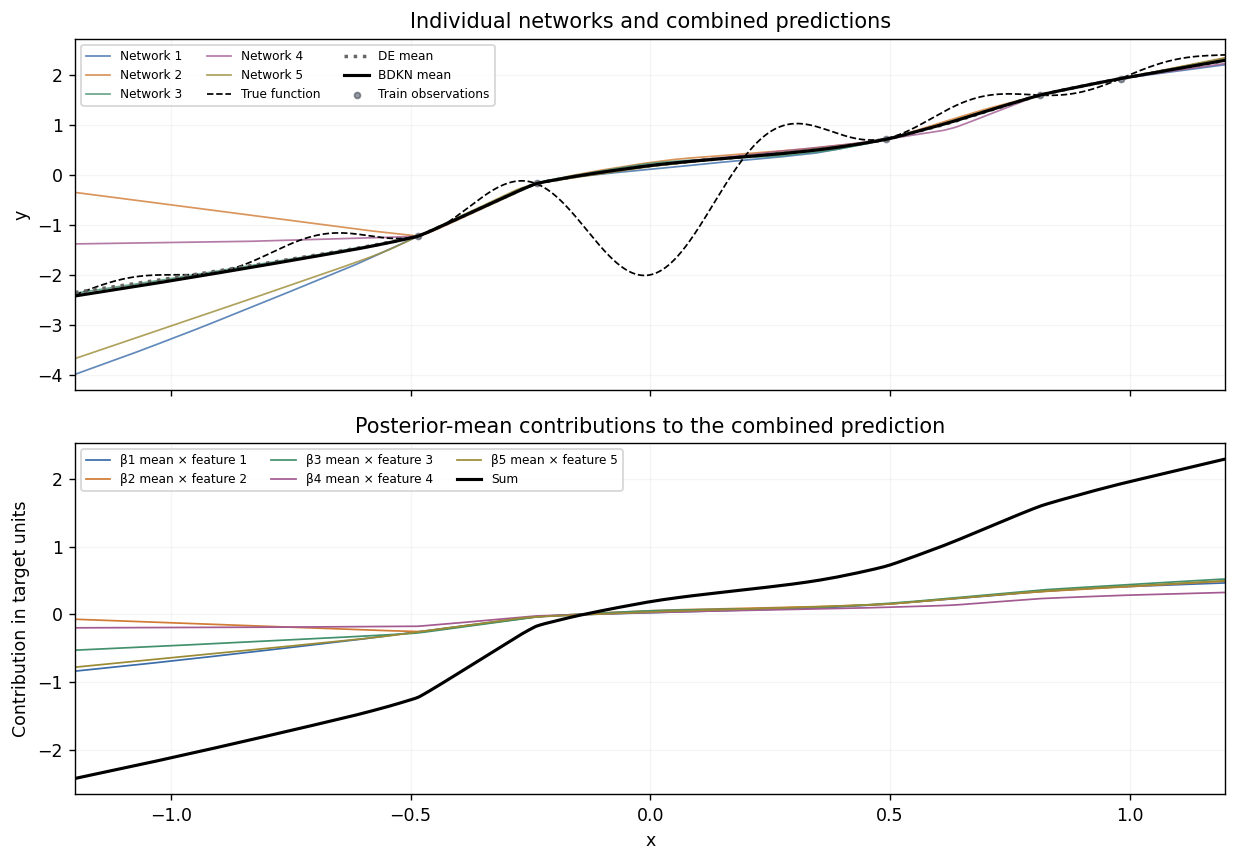 Individual networks and combined predictions
Network 1
Network 2
Network 3
Network 4
Network 5
True function
DE mean
BDKN mean
Train observations
y
2
1
0
−1
−2
−3
−4
Posterior-mean contributions to the combined prediction
β1 mean × feature 1
β2 mean × feature 2
β3 mean × feature 3
β4 mean × feature 4
β5 mean × feature 5
Sum
Contribution in target units
2
1
0
−1
−2
−1.0
−0.5
0.0
0.5
1.0
x